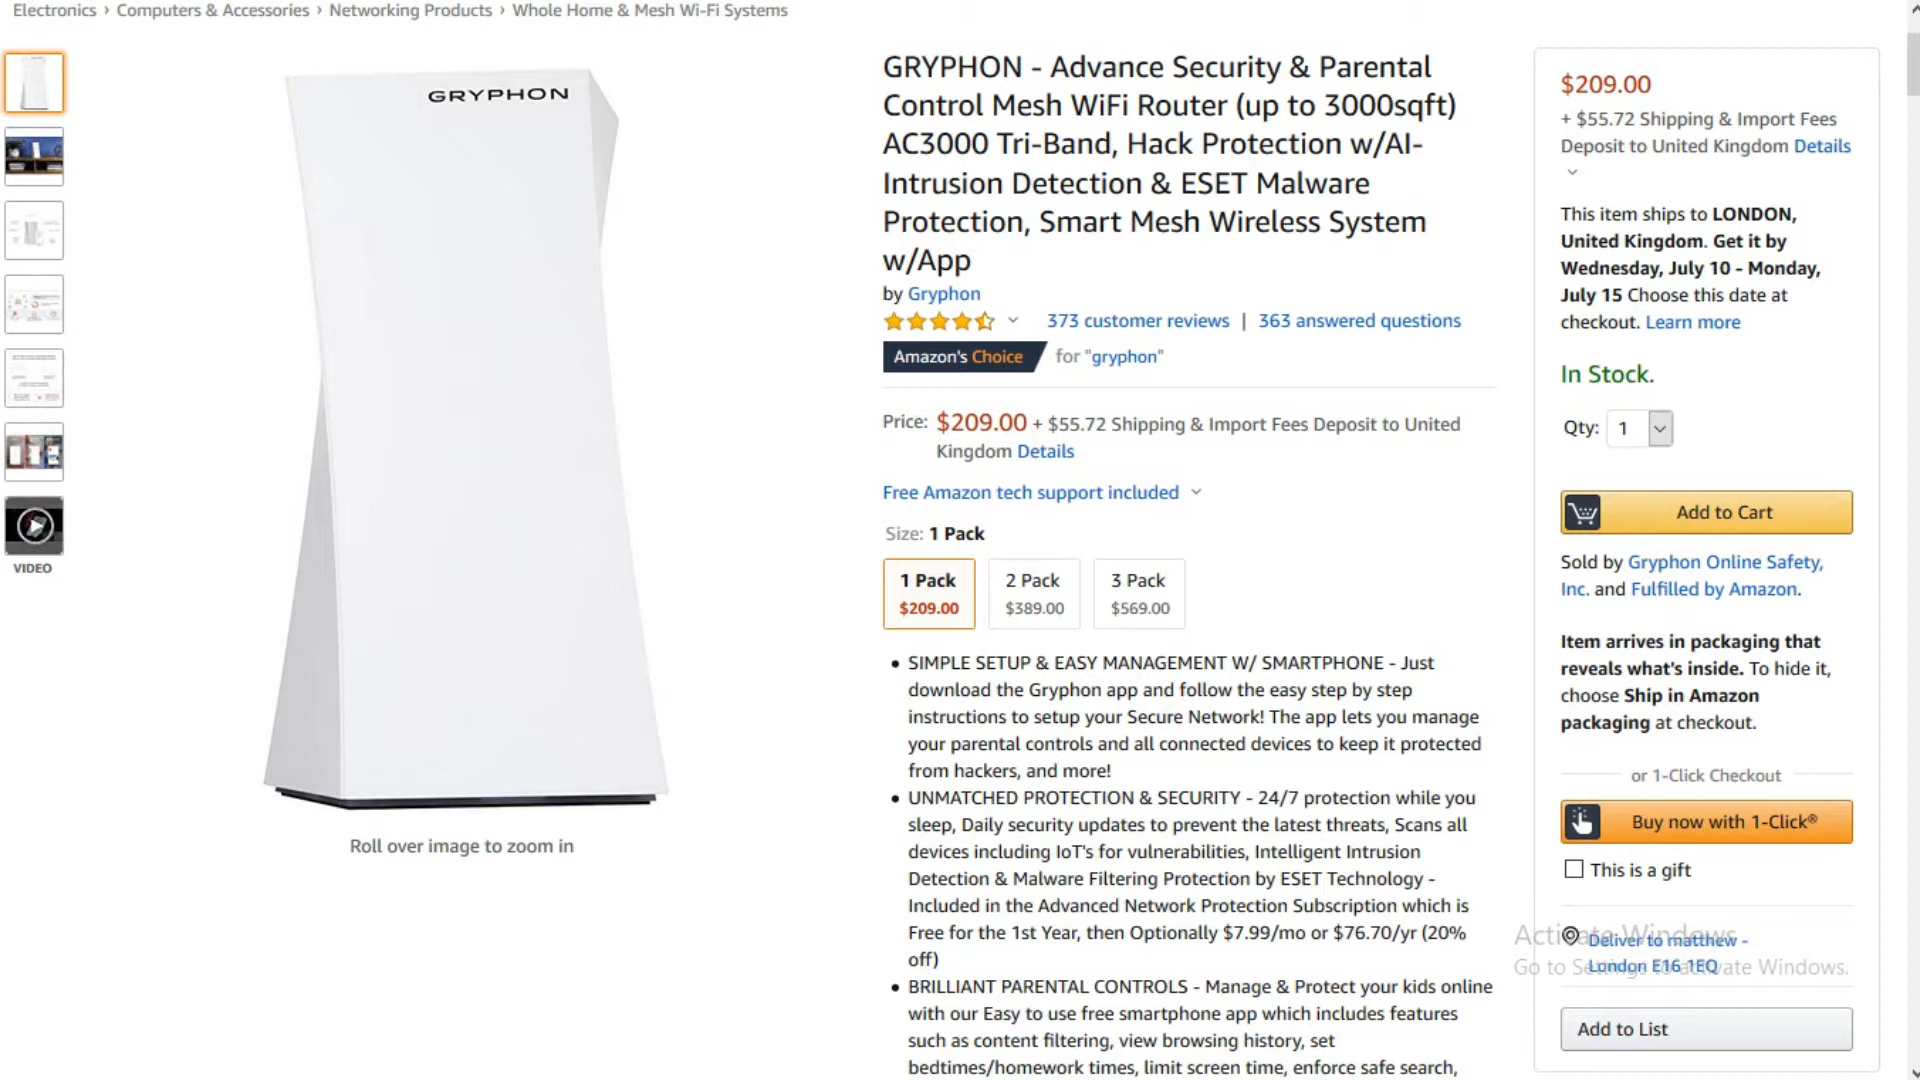 Electronics › Computers & Accessories › Networking Products › Whole Home & Mesh Wi-Fi Systems
GRYPHON
VIDEO
Roll over image to zoom in
GRYPHON - Advance Security & Parental
Control Mesh WiFi Router (up to 3000sqft)
AC3000 Tri-Band, Hack Protection w/AI-
Intrusion Detection & ESET Malware
Protection, Smart Mesh Wireless System
w/App
by Gryphon
373 customer reviews | 363 answered questions
Amazon's Choice for "gryphon"
Price: $209.00 + $55.72 Shipping & Import Fees Deposit to United
Kingdom Details
Free Amazon tech support included
Size: 1 Pack
1 Pack 2 Pack 3 Pack
$209.00 $389.00 $569.00
• SIMPLE SETUP & EASY MANAGEMENT W/ SMARTPHONE - Just
download the Gryphon app and follow the easy step by step
instructions to setup your Secure Network! The app lets you manage
your parental controls and all connected devices to keep it protected
from hackers, and more!
• UNMATCHED PROTECTION & SECURITY - 24/7 protection while you
sleep, Daily security updates to prevent the latest threats, Scans all
devices including IoT's for vulnerabilities, Intelligent Intrusion
Detection & Malware Filtering Protection by ESET Technology -
Included in the Advanced Network Protection Subscription which is
Free for the 1st Year, then Optionally $7.99/mo or $76.70/yr (20%
off)
• BRILLIANT PARENTAL CONTROLS - Manage & Protect your kids online
with our Easy to use free smartphone app which includes features
such as content filtering, view browsing history, set
bedtimes/homework times, limit screen time, enforce safe search,
$209.00
+ $55.72 Shipping & Import Fees
Deposit to United Kingdom Details
This item ships to LONDON,
United Kingdom. Get it by
Wednesday, July 10 - Monday,
July 15 Choose this date at
checkout. Learn more
In Stock.
Qty: 1
Add to Cart
Sold by Gryphon Online Safety,
Inc. and Fulfilled by Amazon.
Item arrives in packaging that
reveals what's inside. To hide it,
choose Ship in Amazon
packaging at checkout.
or 1-Click Checkout
Buy now with 1-Click®
This is a gift
Activate Windows
Go to Settings to activate Windows.
Deliver to matthew -
London E16 1EQ
Add to List